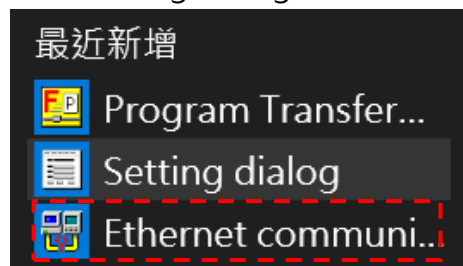 最近新增
Program Transfer...
Setting dialog
Ethernet communi...